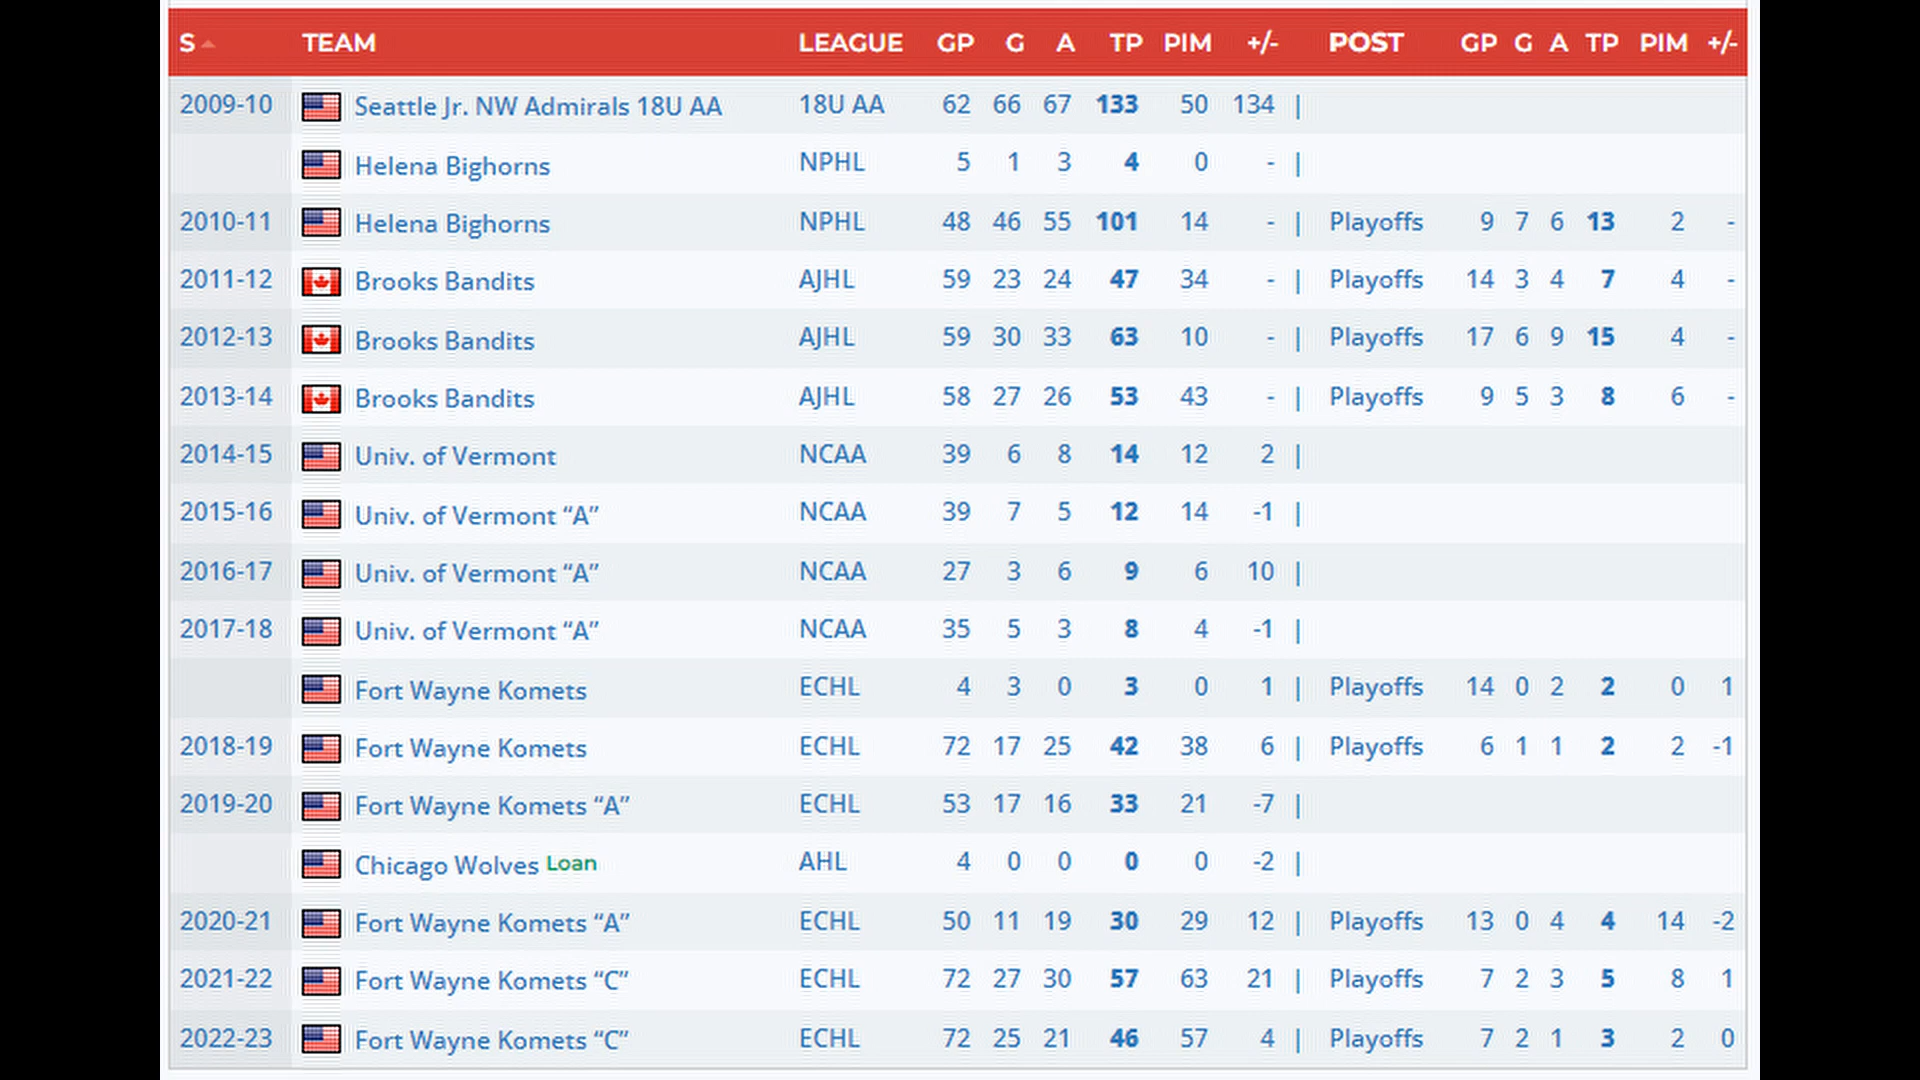 S TEAM LEAGUE GP G A TP PIM +/- POST GP G A TP PIM +/-
2009-10 Seattle Jr. NW Admirals 18U AA 18U AA 62 66 67 133 50 134 |
Helena Bighorns NPHL 5 1 3 4 0 - |
2010-11 Helena Bighorns NPHL 48 46 55 101 14 - | Playoffs 9 7 6 13 2 -
2011-12 Brooks Bandits AJHL 59 23 24 47 34 - | Playoffs 14 3 4 7 4 -
2012-13 Brooks Bandits AJHL 59 30 33 63 10 - | Playoffs 17 6 9 15 4 -
2013-14 Brooks Bandits AJHL 58 27 26 53 43 - | Playoffs 9 5 3 8 6 -
2014-15 Univ. of Vermont NCAA 39 6 8 14 12 2 |
2015-16 Univ. of Vermont “A” NCAA 39 7 5 12 14 -1 |
2016-17 Univ. of Vermont “A” NCAA 27 3 6 9 6 10 |
2017-18 Univ. of Vermont “A” NCAA 35 5 3 8 4 -1 |
Fort Wayne Komets ECHL 4 3 0 3 0 1 | Playoffs 14 0 2 2 0 1
2018-19 Fort Wayne Komets ECHL 72 17 25 42 38 6 | Playoffs 6 1 1 2 2 -1
2019-20 Fort Wayne Komets “A” ECHL 53 17 16 33 21 -7 |
Chicago Wolves Loan AHL 4 0 0 0 0 -2 |
2020-21 Fort Wayne Komets “A” ECHL 50 11 19 30 29 12 | Playoffs 13 0 4 4 14 -2
2021-22 Fort Wayne Komets “C” ECHL 72 27 30 57 63 21 | Playoffs 7 2 3 5 8 1
2022-23 Fort Wayne Komets “C” ECHL 72 25 21 46 57 4 | Playoffs 7 2 1 3 2 0